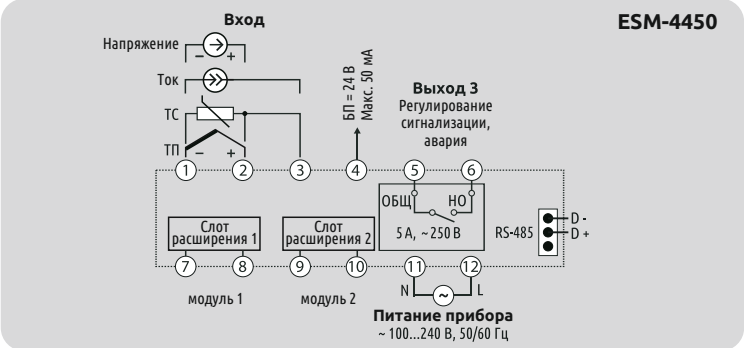 Вход
ESM-4450
Напряжение
− +
Ток
ТС
ТП
− +
БП = 24 В
Макс. 50 мА
Выход 3
Регулирование
сигнализации,
авария
1 2 3 4 5 6
ОБЩ НО
5 А, ~250 В
RS-485
D -
D +
Слот
расширения 1
Слот
расширения 2
7 8 9 10 11 12
модуль 1
модуль 2
N ~ L
Питание прибора
~ 100...240 В, 50/60 Гц